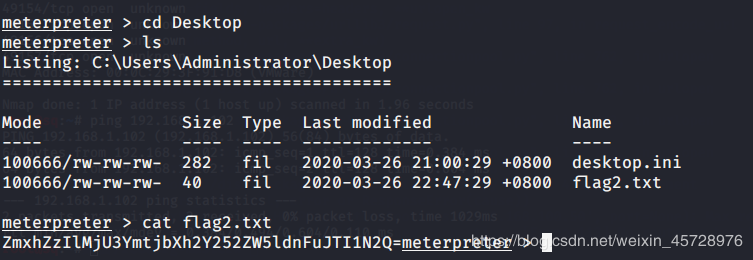 meterpreter > cd Desktop
meterpreter > ls
Listing: C:\Users\Administrator\Desktop
========================================
Mode Size Type Last modified Name
---- ---- ---- ------------- ----
100666/rw-rw-rw- 282 fil 2020-03-26 21:00:29 +0800 desktop.ini
100666/rw-rw-rw- 40 fil 2020-03-26 22:47:29 +0800 flag2.txt
meterpreter > cat flag2.txt
ZmxhZzIlMjU3YmtjbXh2Y252ZW5ldnFuJTI1N2Q=meterpreter >
https://blog.csdn.net/weixin_45728976